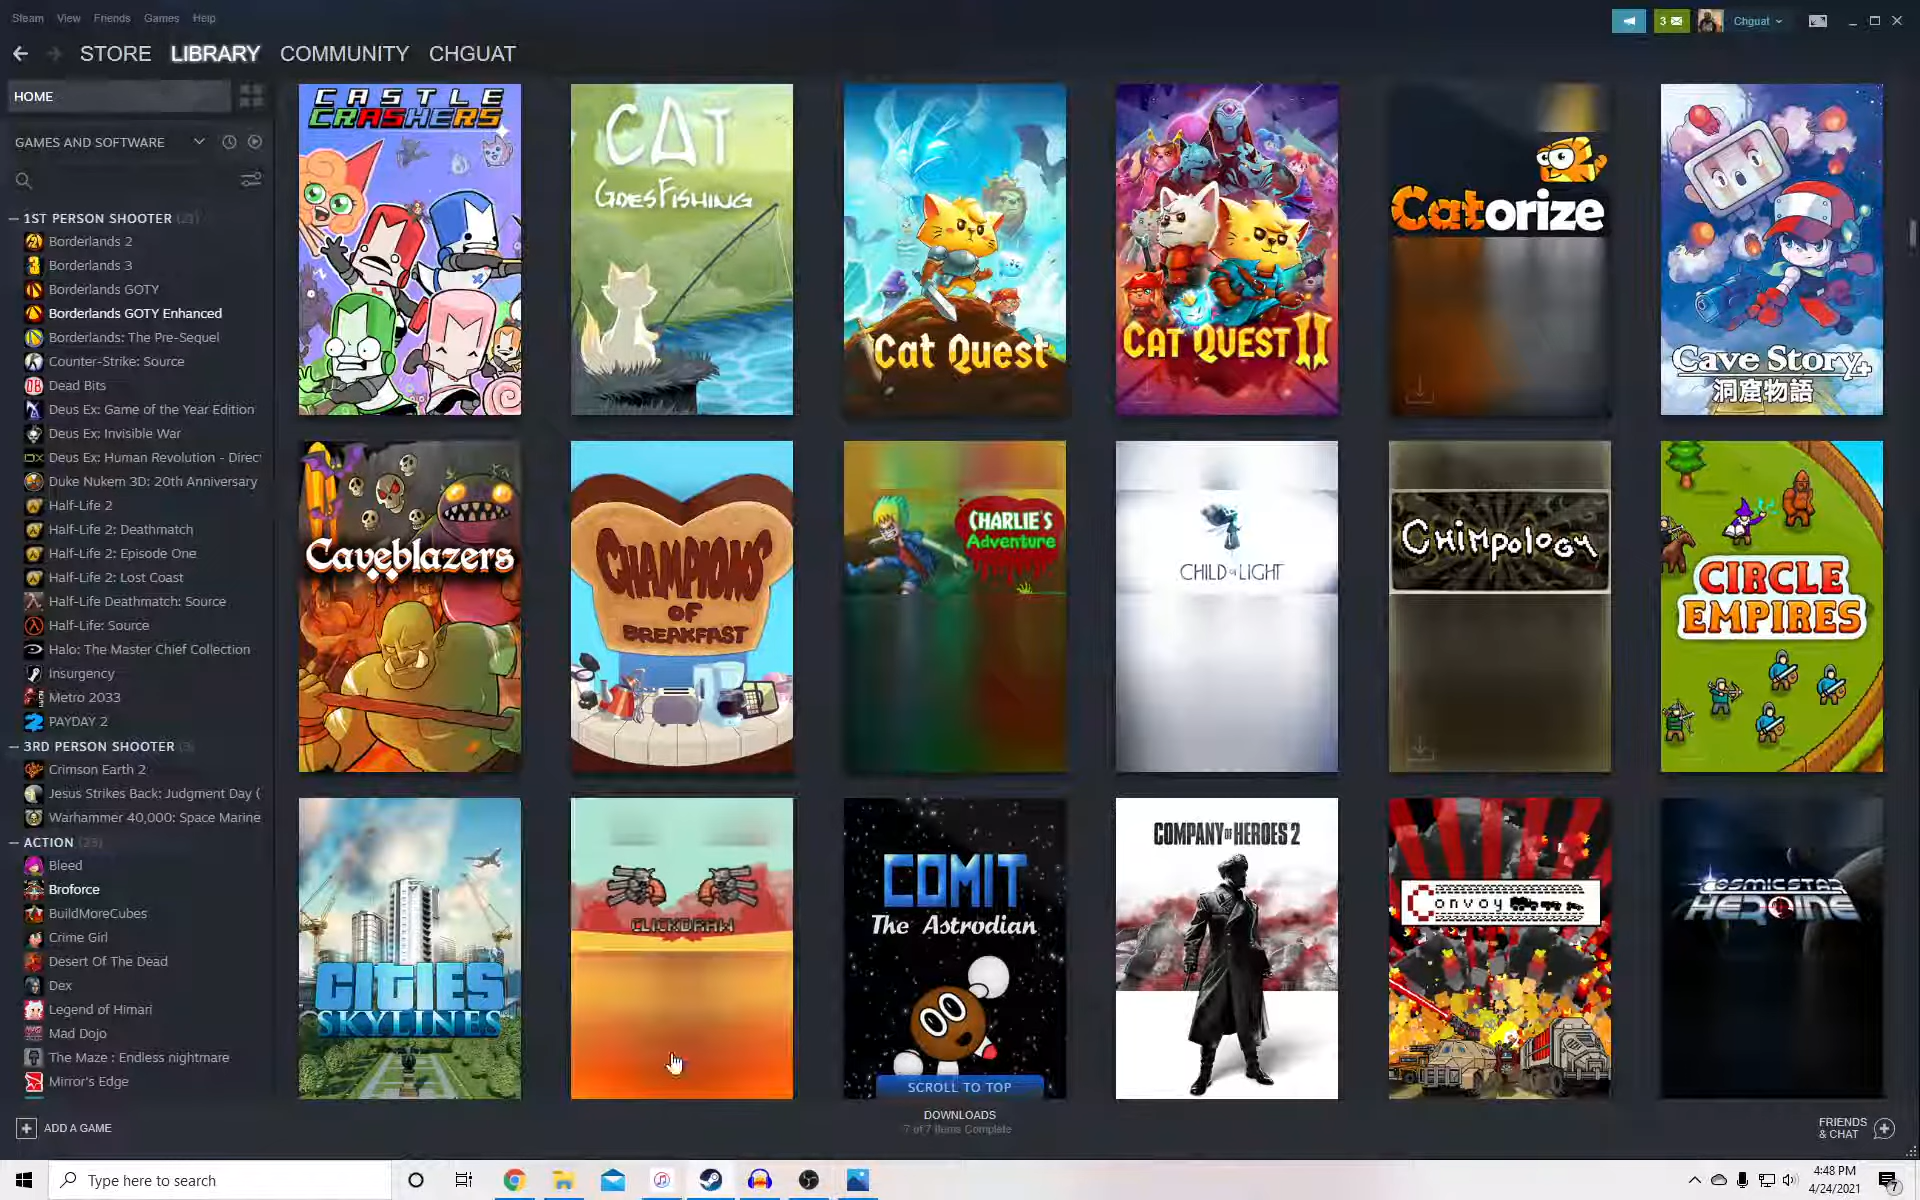 Steam View Friends Games Help
3
Chguat
STORE LIBRARY COMMUNITY CHGUAT
HOME
GAMES AND SOFTWARE
1ST PERSON SHOOTER
Borderlands 2
Borderlands 3
Borderlands GOTY
Borderlands GOTY Enhanced
Borderlands: The Pre-Sequel
Counter-Strike: Source
Dead Bits
Deus Ex: Game of the Year Edition
Deus Ex: Invisible War
Deus Ex: Human Revolution - Direct
Duke Nukem 3D: 20th Anniversary
Half-Life 2
Half-Life 2: Deathmatch
Half-Life 2: Episode One
Half-Life 2: Lost Coast
Half-Life Deathmatch: Source
Half-Life: Source
Halo: The Master Chief Collection
Insurgency
Metro 2033
PAYDAY 2
3RD PERSON SHOOTER
Crimson Earth 2
Jesus Strikes Back: Judgment Day (
Warhammer 40,000: Space Marine
ACTION (23)
Bleed
Broforce
BuildMoreCubes
Crime Girl
Desert Of The Dead
Dex
Legend of Himari
Mad Dojo
The Maze : Endless nightmare
Mirror's Edge
ADD A GAME
CASTLE
CRASHERS
CAT
GOES FISHING
Cat Quest
CAT QUEST II
Catorize
Cave Story+
洞窟物語
Caveblazers
CHAMPIONS
OF
BREAKFAST
CHARLIE'S
Adventure
CHILD OF LIGHT
CHIMPOLOGY
CIRCLE
EMPIRES
CITIES
SKYLINES
CLICKDRAW
COMIT
The Astrodian
COMPANY OF HEROES 2
Convoy
COSMIC STAR
HEROINE
SCROLL TO TOP
DOWNLOADS
7 of 7 Items Complete
FRIENDS
& CHAT
Type here to search
4:48 PM
4/24/2021
7